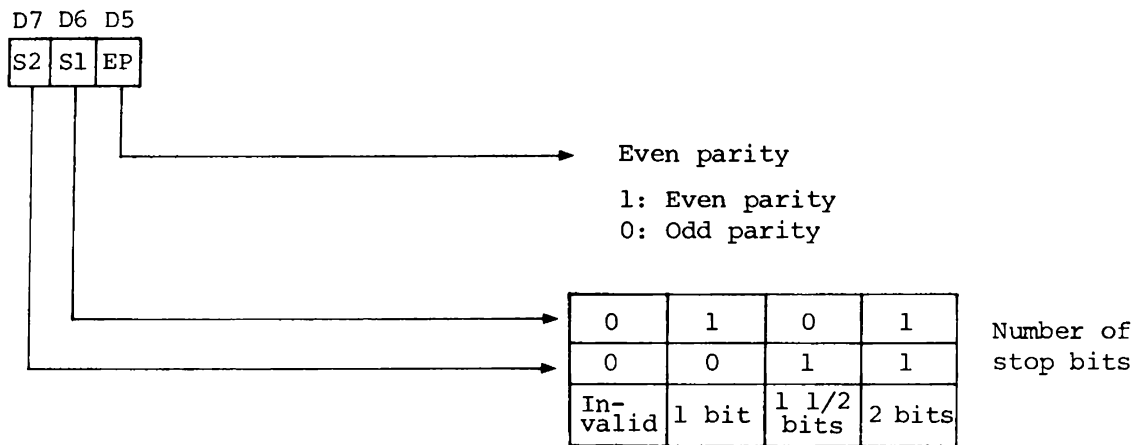 D7 D6 D5
S2 S1 EP
Even parity
1: Even parity
0: Odd parity
0 1 0 1
0 0 1 1
In-
valid 1 bit 1 1/2
bits 2 bits
Number of
stop bits